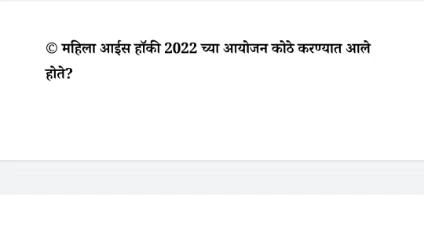 © महिला आईस हॉकी 2022 च्या आयोजन कोठे करण्यात आले
होते?